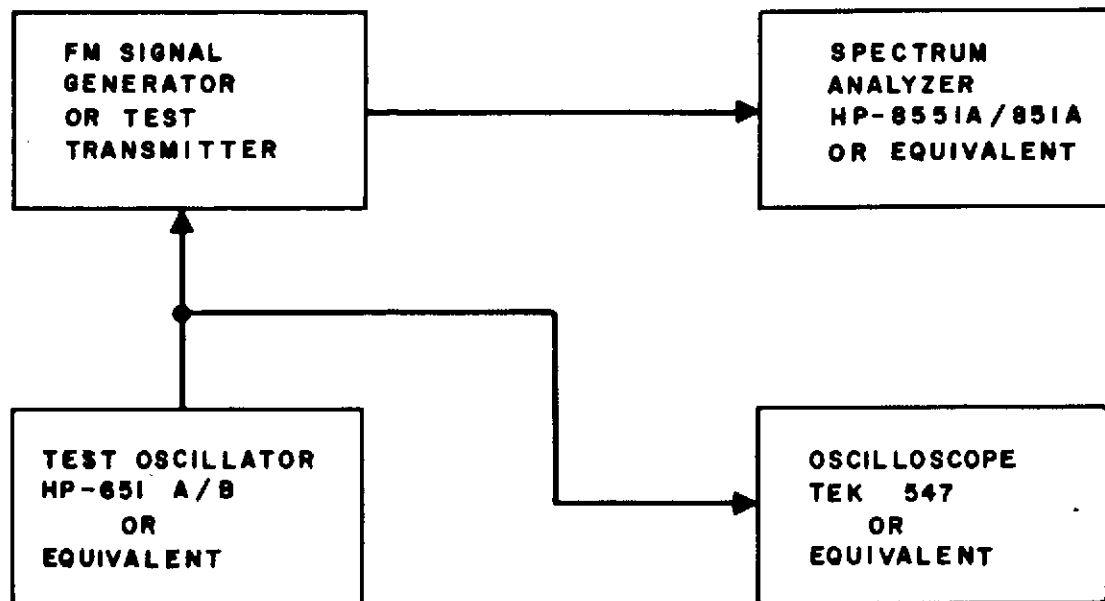 FM SIGNAL
GENERATOR
OR TEST
TRANSMITTER
SPECTRUM
ANALYZER
HP-8551A/851A
OR EQUIVALENT
TEST OSCILLATOR
HP-651 A/B
OR
EQUIVALENT
OSCILLOSCOPE
TEK 547
OR
EQUIVALENT